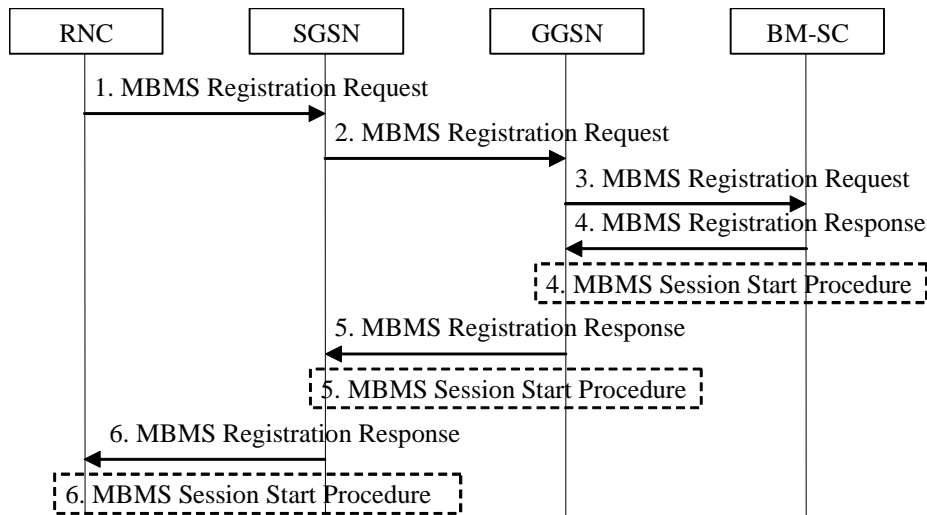 RNC
SGSN
GGSN
BM-SC
1. MBMS Registration Request
2. MBMS Registration Request
3. MBMS Registration Request
4. MBMS Registration Response
4. MBMS Session Start Procedure
5. MBMS Registration Response
5. MBMS Session Start Procedure
6. MBMS Registration Response
6. MBMS Session Start Procedure